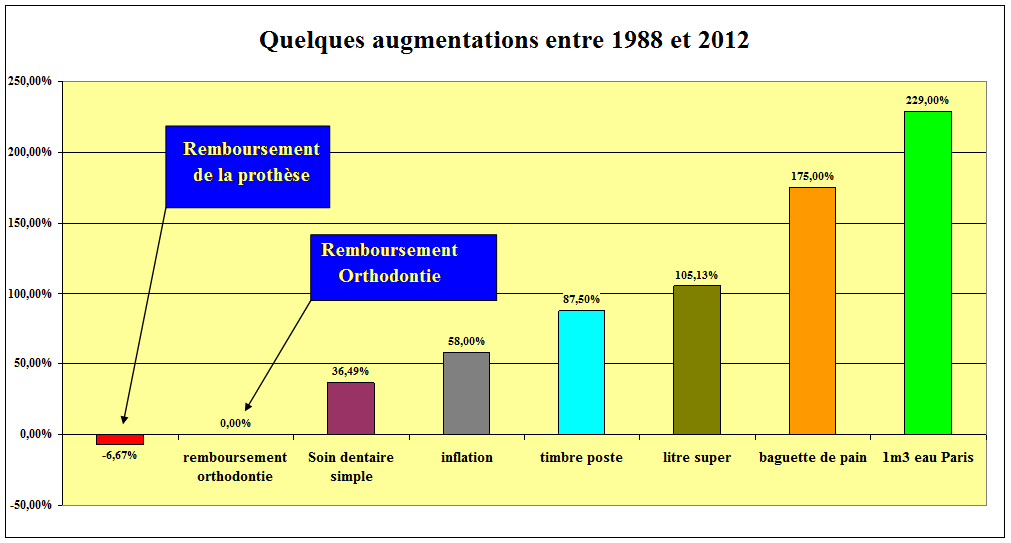 Quelques augmentations entre 1988 et 2012
250,00%
200,00%
150,00%
100,00%
50,00%
0,00%
-50,00%
Remboursement
de la prothèse
Remboursement
Orthodontie
-6,67%
0,00%
36,49%
58,00%
87,50%
105,13%
175,00%
229,00%
remboursement
orthodontie
Soin dentaire
simple
inflation
timbre poste
litre super
baguette de pain
1m3 eau Paris